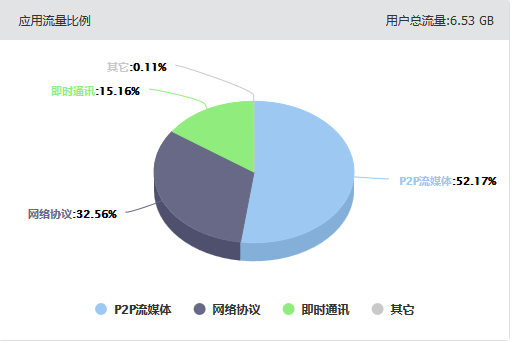 应用流量比例 用户总流量:6.53 GB
其它:0.11%
即时通讯:15.16%
P2P流媒体:52.17%
网络协议:32.56%
P2P流媒体 网络协议 即时通讯 其它